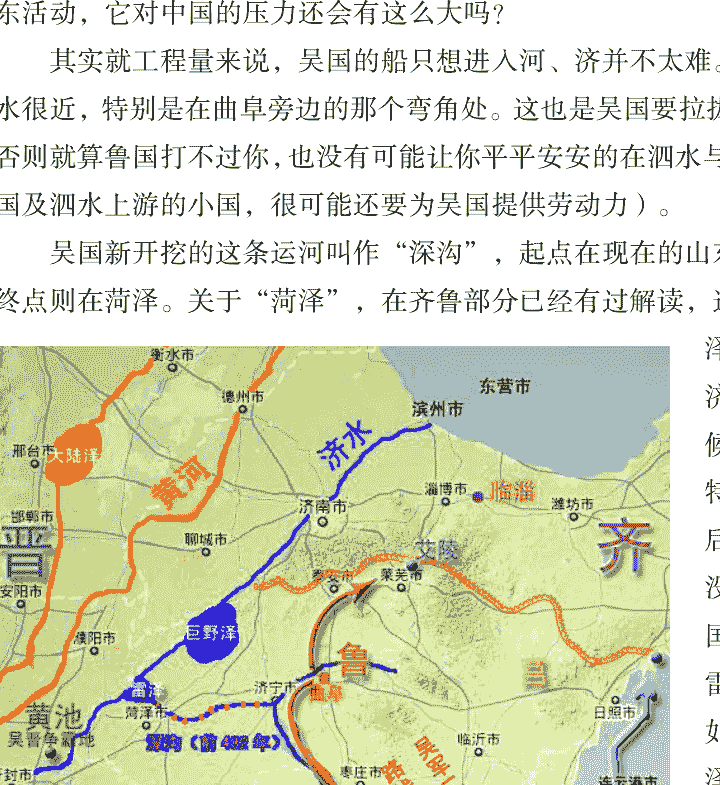 东活动，它对中国的压力还会有这么大吗？
其实就工程量来说，吴国的船只想进入河、济并不太难。
水很近，特别是在曲阜旁边的那个弯角处。这也是吴国要拉
否则就算鲁国打不过你，也没有可能让你平平安安的在泗水与
国及泗水上游的小国，很可能还要为吴国提供劳动力）。
吴国新开挖的这条运河叫作“深沟”，起点在现在的山东
终点则在菏泽。关于“菏泽”，在齐鲁部分已经有过解读，
泽
济
候
特
后
没
国
雷
如
泽
衡水市
德州市
东营市
滨州市
济水
邢台市
大陆泽
黄河
淄博市
临淄
潍坊市
济南市
邯郸市
聊城市
晋
艾陵
齐
安阳市
泰安市
莱芜市
濮阳市
巨野泽
鲁
曲阜
莒
雷泽
济宁市
日照市
黄池
吴晋争霸地
菏泽市
深沟（前482年）
临沂市
开封市
枣庄市
连云港市